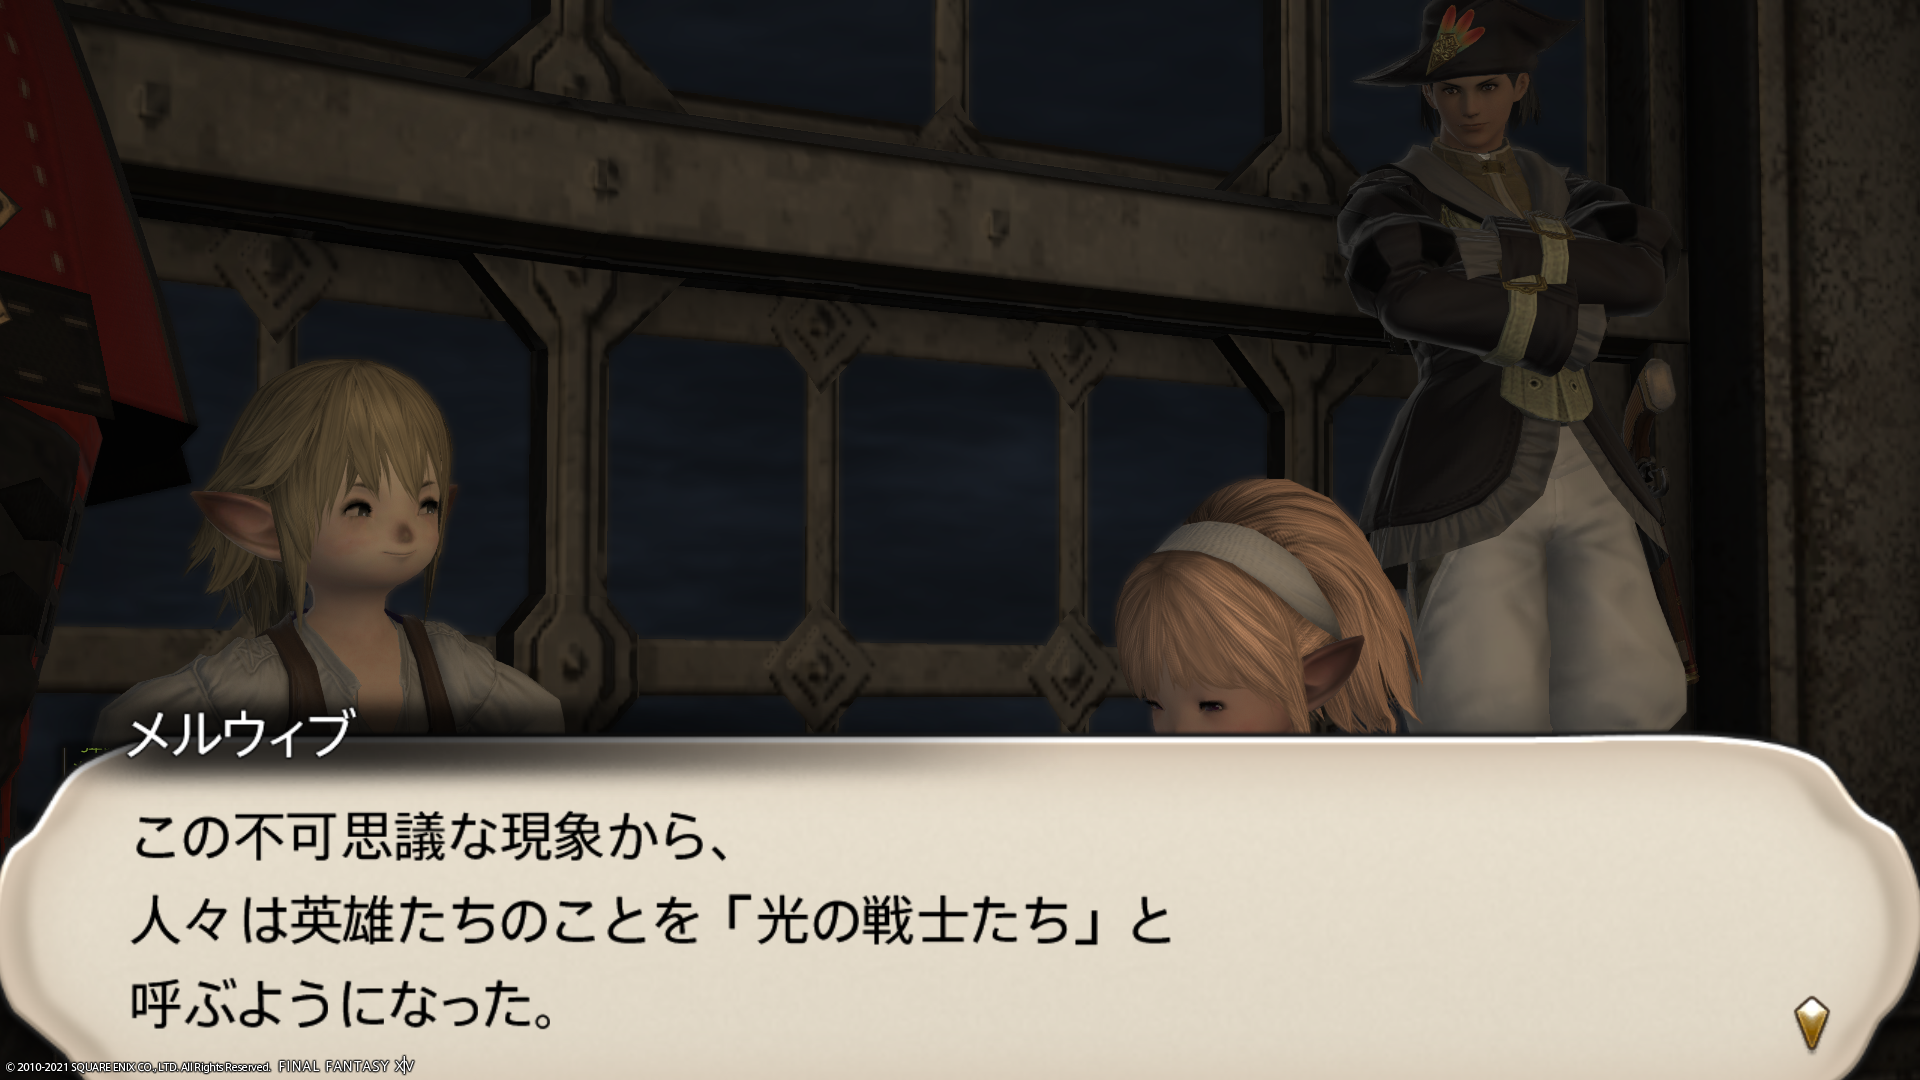 メルウィブ
この不可思議な現象から、
人々は英雄たちのことを「光の戦士たち」と
呼ぶようになった。
© 2010-2021 SQUARE ENIX CO., LTD. All Rights Reserved. FINAL FANTASY XIV